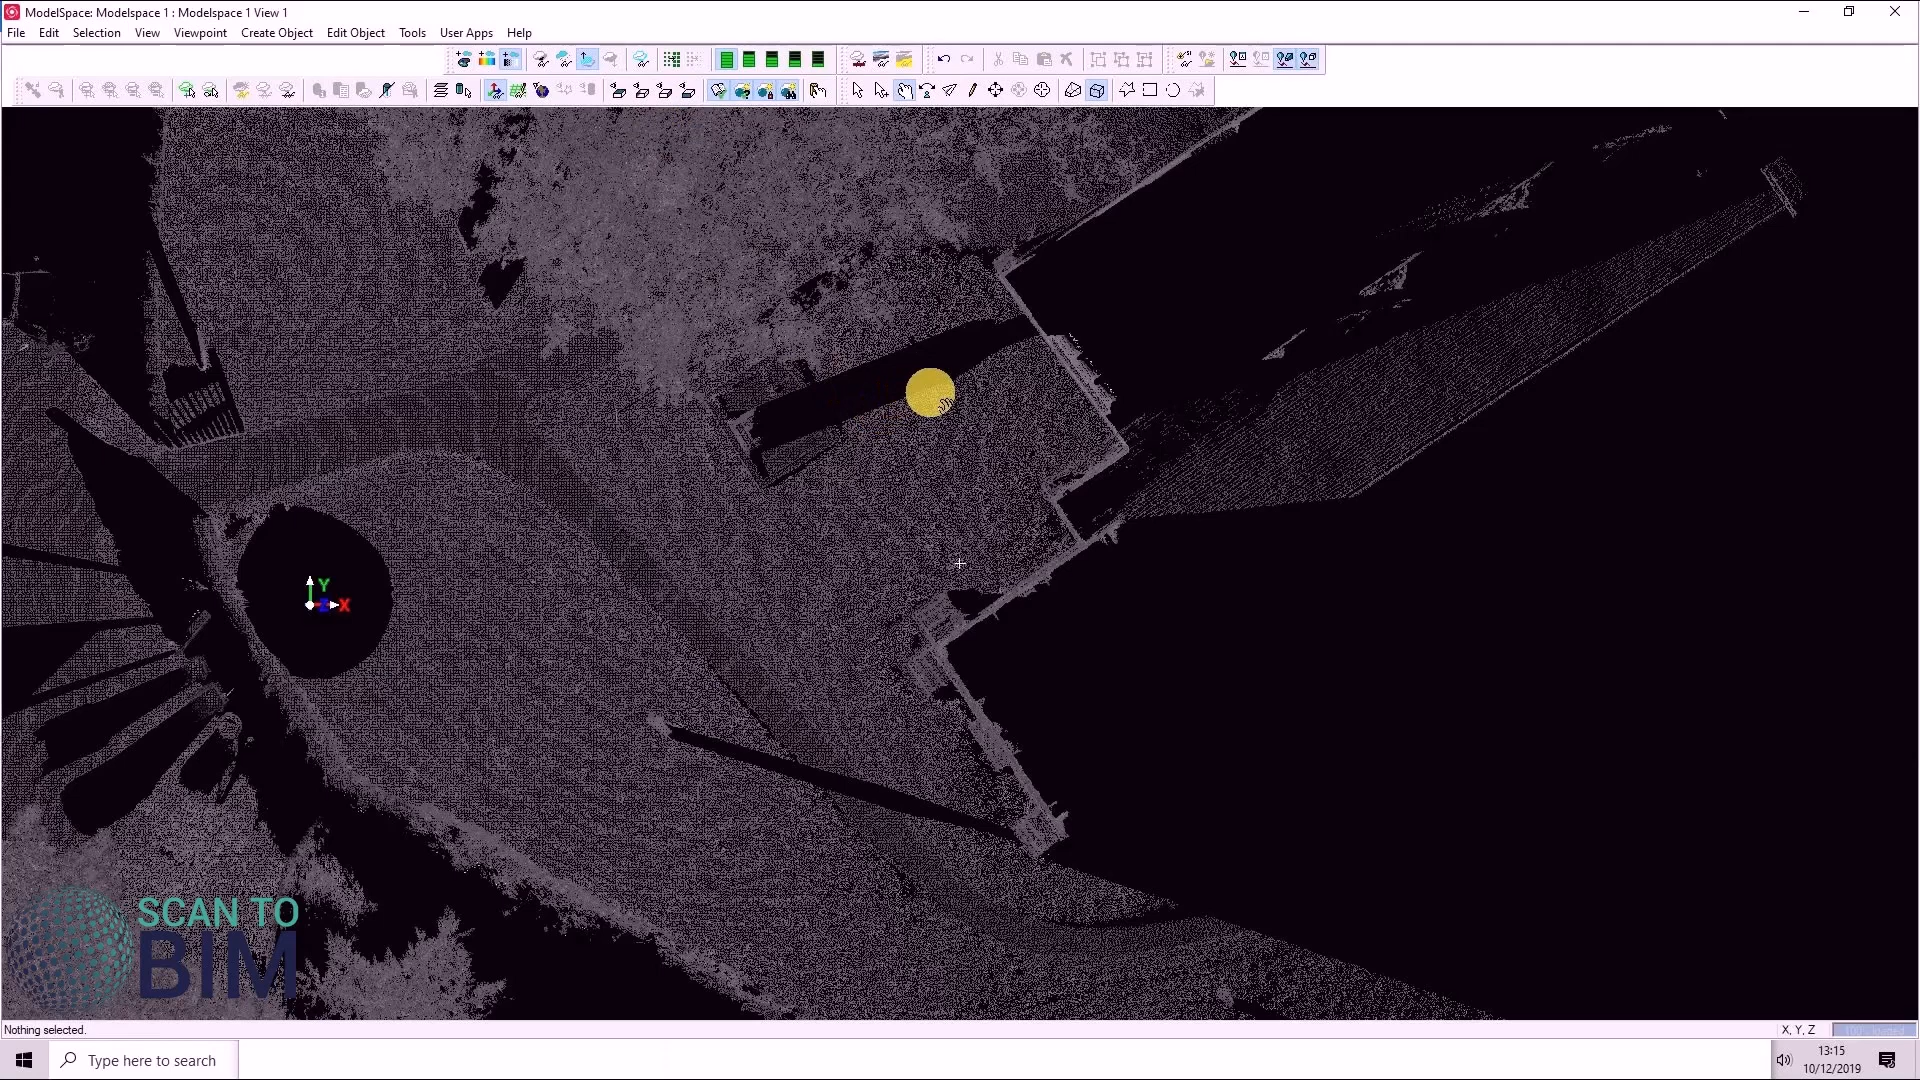 ModelSpace: Modelspace 1 : Modelspace 1 View 1
File Edit Selection View Viewpoint Create Object Edit Object Tools User Apps Help
Y
X
SCAN TO
BIM
Nothing selected.
X, Y, Z
Type here to search
13:15
10/12/2019